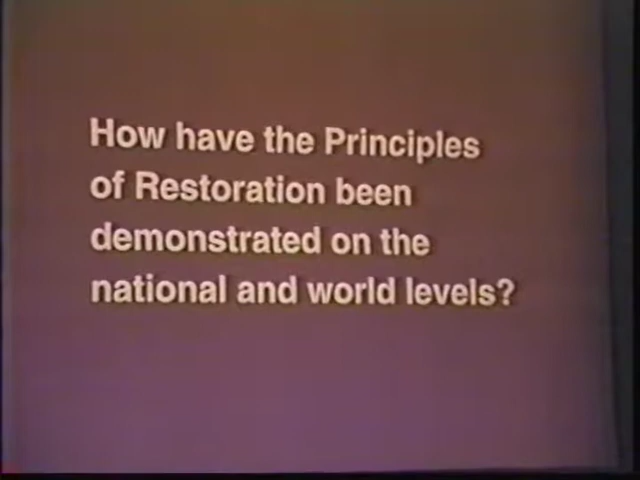 How have the Principles
of Restoration been
demonstrated on the
national and world levels?